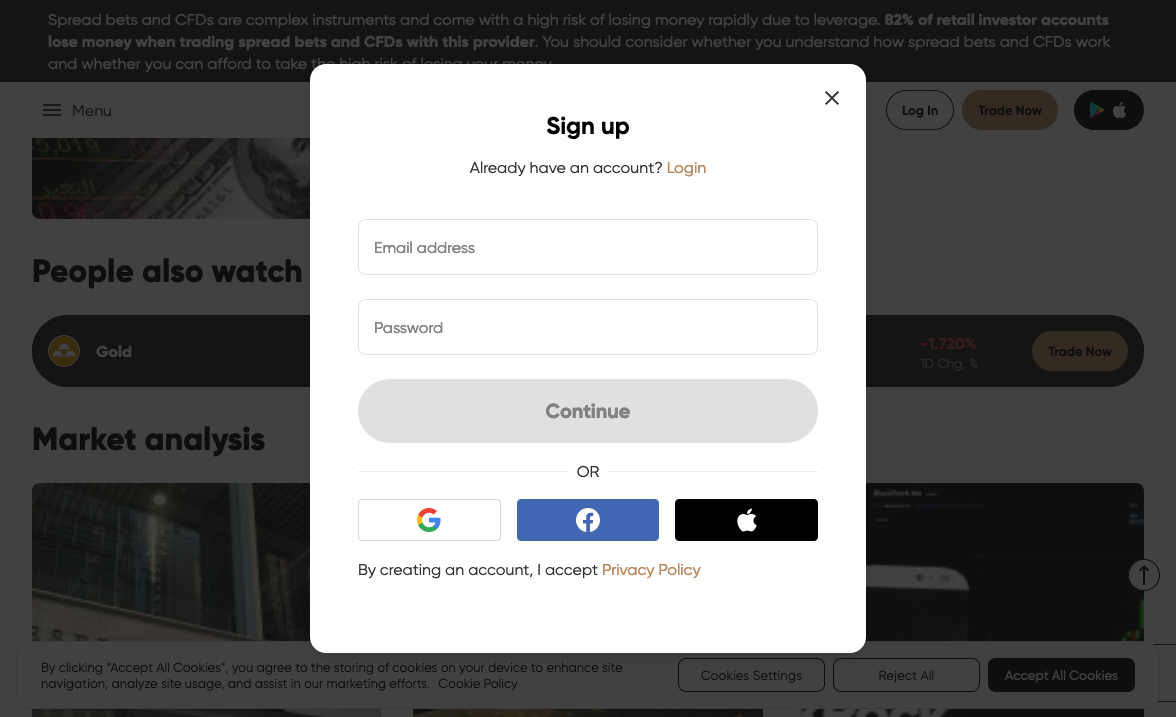 Spread bets and CFDs are complex instruments and come with a high risk of losing money rapidly due to leverage. 82% of retail investor accounts
lose money when trading spread bets and CFDs with this provider. You should consider whether you understand how spread bets and CFDs work
and whether you can afford to take the high risk of losing your money.
Menu
Log In
Trade Now
Sign up
Already have an account? Login
Email address
People also watch
Password
Gold
-1.720%
1D Chg, %
Trade Now
Continue
Market analysis
OR
By creating an account, I accept Privacy Policy
By clicking “Accept All Cookies”, you agree to the storing of cookies on your device to enhance site
navigation, analyze site usage, and assist in our marketing efforts. Cookie Policy
Cookies Settings
Reject All
Accept All Cookies